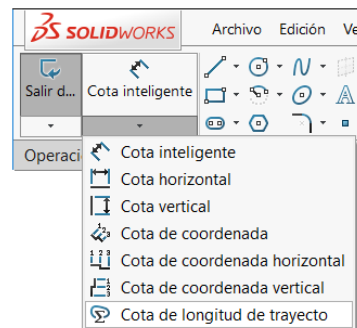 SOLIDWORKS Archivo Edición Ve
Salir d... Cota inteligente
Operaci
Cota inteligente
Cota horizontal
Cota vertical
Cota de coordenada
Cota de coordenada horizontal
Cota de coordenada vertical
Cota de longitud de trayecto